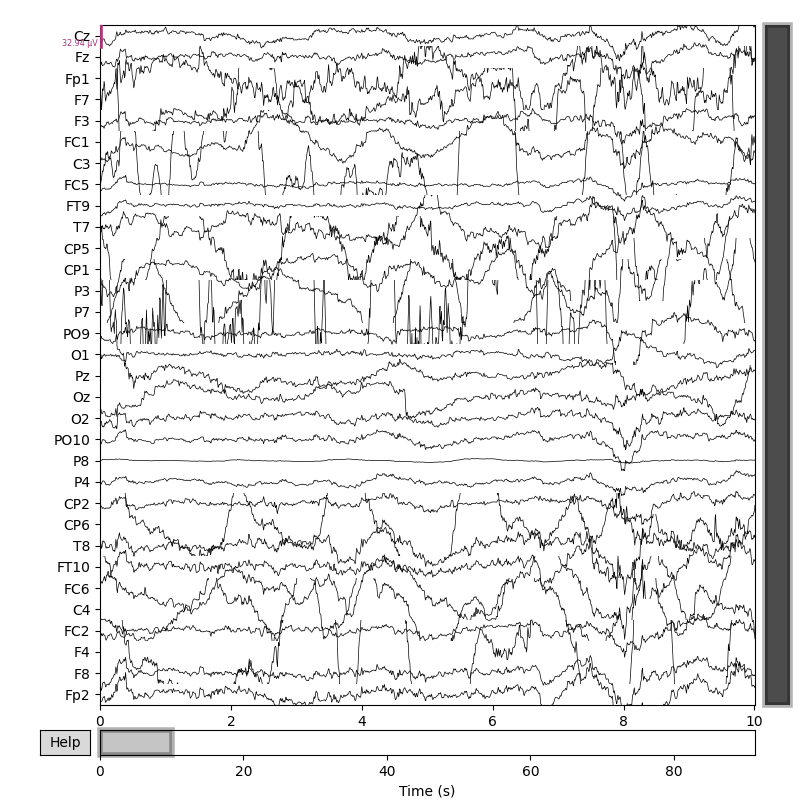 Cz
32.94 µV
Fz
Fp1
F7
F3
FC1
C3
FC5
FT9
T7
CP5
CP1
P3
P7
PO9
O1
Pz
Oz
O2
PO10
P8
P4
CP2
CP6
T8
FT10
FC6
C4
FC2
F4
F8
Fp2
0 2 4 6 8 10
Help
0 20 40 60 80
Time (s)